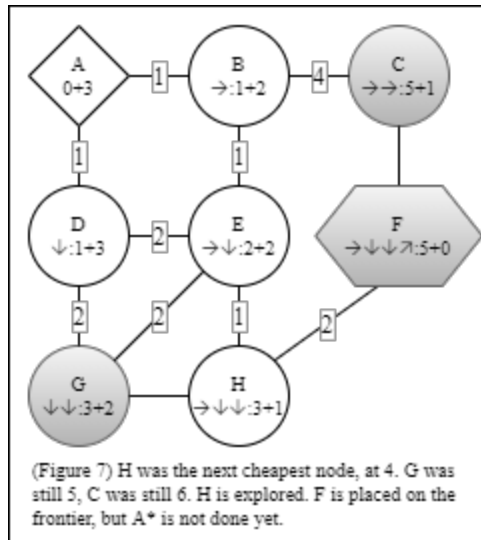 A
0+3
1
B
→:1+2
4
C
→→:5+1
1
1
D
↓:1+3
2
E
→↓:2+2
F
→↓↓↗:5+0
2
2
1
2
G
↓↓:3+2
H
→↓↓:3+1
(Figure 7) H was the next cheapest node, at 4. G was
still 5, C was still 6. H is explored. F is placed on the
frontier, but A* is not done yet.